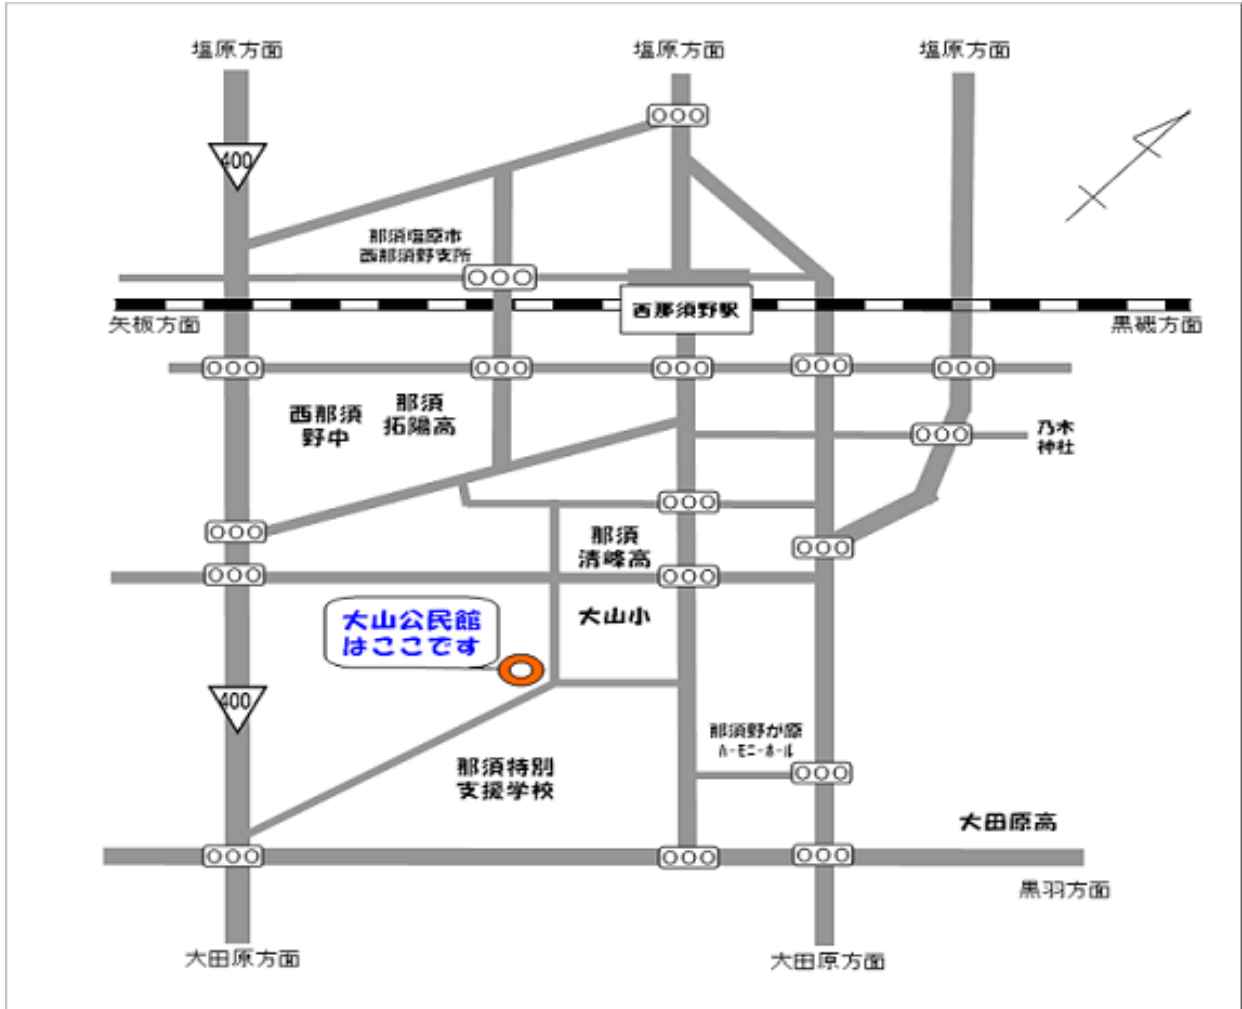 塩原方面
塩原方面
塩原方面
400
那須塩原市
西那須野支所
西那須野駅
矢板方面
黒磯方面
西那須
野中
那須
拓陽高
乃木
神社
那須
清峰高
大山公民館
はここです
大山小
400
那須野が原
ハーモニーホール
那須特別
支援学校
大田原高
黒羽方面
大田原方面
大田原方面